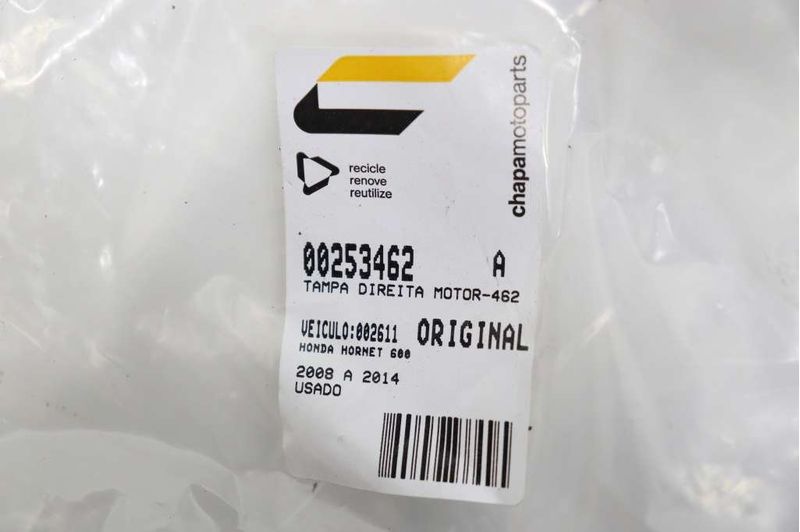 chapamotoparts
recicle
renove
reutilize
00253462 A
TAMPA DIREITA MOTOR-462
VEICULO:002611 ORIGINAL
HONDA HORNET 600
2008 A 2014
USADO